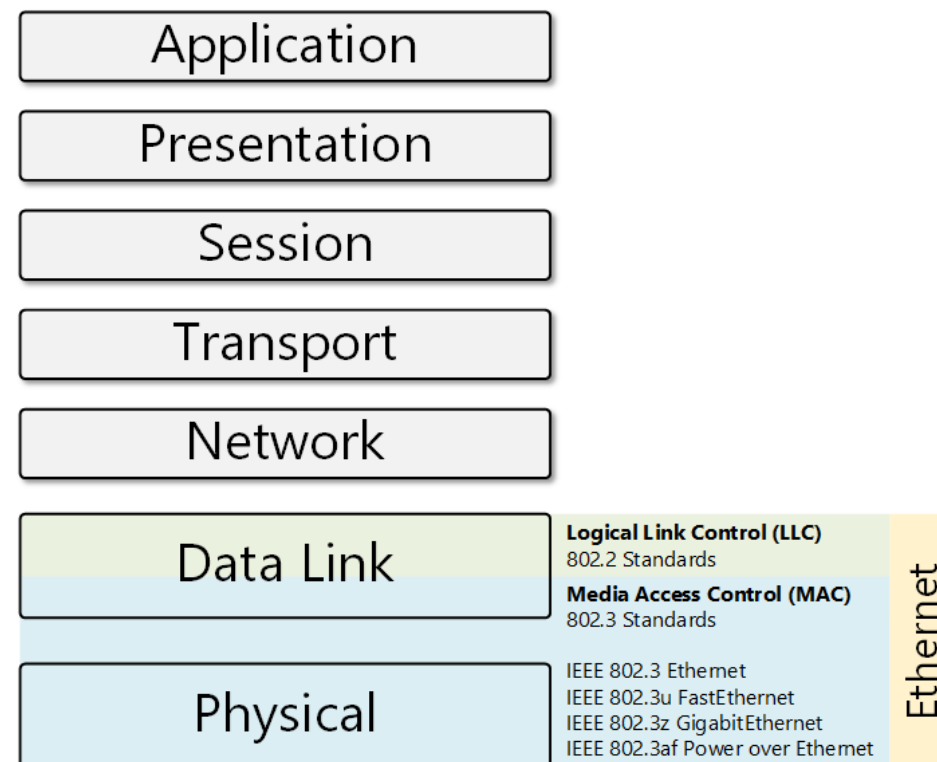 Application
Presentation
Session
Transport
Network
Data Link
Logical Link Control (LLC)
802.2 Standards
Media Access Control (MAC)
802.3 Standards
Physical
IEEE 802.3 Ethernet
IEEE 802.3u FastEthernet
IEEE 802.3z GigabitEthernet
IEEE 802.3af Power over Ethernet
Ethernet